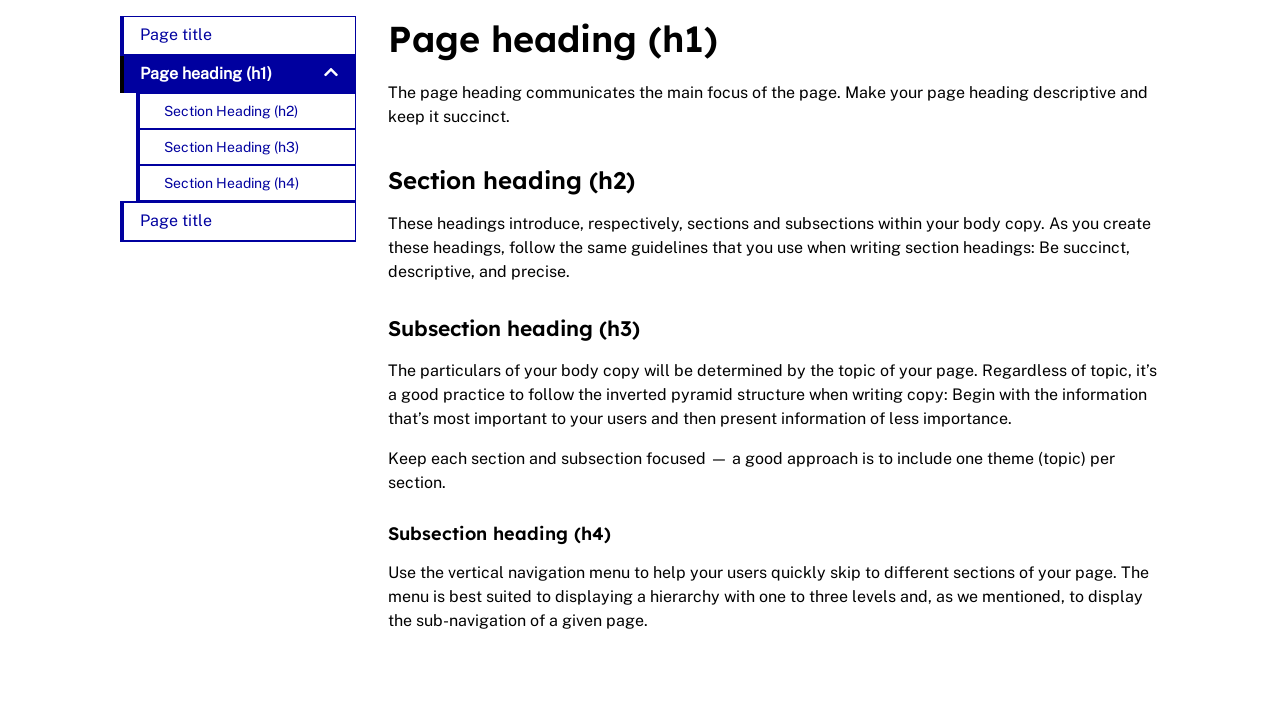 Page title
Page heading (h1)
Section Heading (h2)
Section Heading (h3)
Section Heading (h4)
Page title
Page heading (h1)
The page heading communicates the main focus of the page. Make your page heading descriptive and
keep it succinct.
Section heading (h2)
These headings introduce, respectively, sections and subsections within your body copy. As you create
these headings, follow the same guidelines that you use when writing section headings: Be succinct,
descriptive, and precise.
Subsection heading (h3)
The particulars of your body copy will be determined by the topic of your page. Regardless of topic, it’s
a good practice to follow the inverted pyramid structure when writing copy: Begin with the information
that’s most important to your users and then present information of less importance.
Keep each section and subsection focused — a good approach is to include one theme (topic) per
section.
Subsection heading (h4)
Use the vertical navigation menu to help your users quickly skip to different sections of your page. The
menu is best suited to displaying a hierarchy with one to three levels and, as we mentioned, to display
the sub-navigation of a given page.